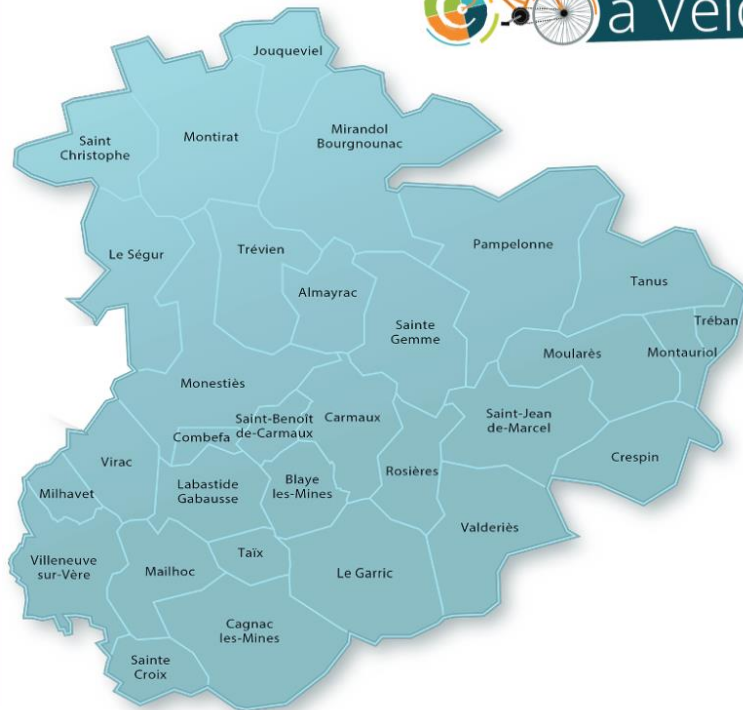 à Vélo
Jouqueviel
Mirandol
Bourgnounac
Montirat
Saint
Christophe
Le Ségur
Trévien
Pampelonne
Almayrac
Tanus
Sainte
Gemme
Tréban
Moularès
Montauriol
Monestiès
Saint-Benoît
de-Carmaux
Carmaux
Saint-Jean
de-Marcel
Combefa
Virac
Crespin
Rosières
Milhavet
Labastide
Gabausse
Blaye
les-Mines
Valderiès
Villeneuve
sur-Vère
Taïx
Mailhoc
Le Garric
Cagnac
les-Mines
Sainte
Croix